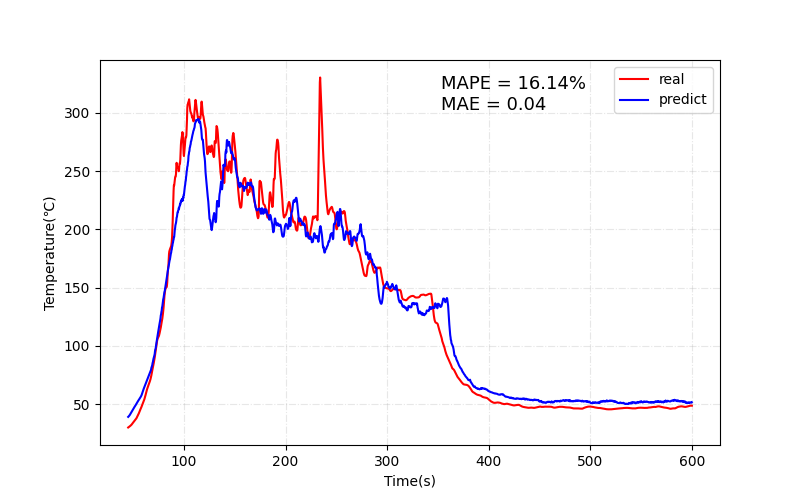 MAPE = 16.14%
MAE = 0.04
real
predict
Temperature(℃)
300
250
200
150
100
50
100
200
300
400
500
600
Time(s)